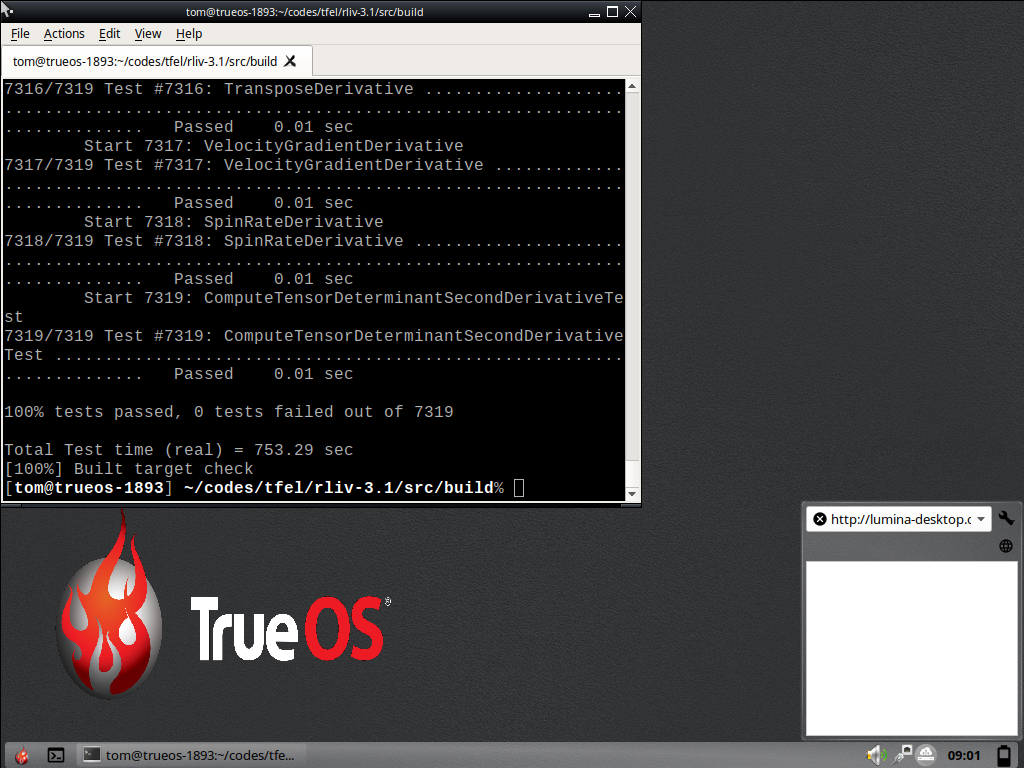 tom@trueos-1893:~/codes/tfel/rliv-3.1/src/build
File Actions Edit View Help
tom@trueos-1893:~/codes/tfel/rliv-3.1/src/build
7316/7319 Test #7316: TransposeDerivative ....................
..............................................................
.............. Passed 0.01 sec
Start 7317: VelocityGradientDerivative
7317/7319 Test #7317: VelocityGradientDerivative .............
..............................................................
.............. Passed 0.01 sec
Start 7318: SpinRateDerivative
7318/7319 Test #7318: SpinRateDerivative .....................
..............................................................
.............. Passed 0.01 sec
Start 7319: ComputeTensorDeterminantSecondDerivativeTe
st
7319/7319 Test #7319: ComputeTensorDeterminantSecondDerivative
Test .........................................................
.............. Passed 0.01 sec
100% tests passed, 0 tests failed out of 7319
Total Test time (real) = 753.29 sec
[100%] Built target check
[tom@trueos-1893] ~/codes/tfel/rliv-3.1/src/build%
http://lumina-desktop.c
TrueOS®
tom@trueos-1893:~/codes/tfe...
09:01